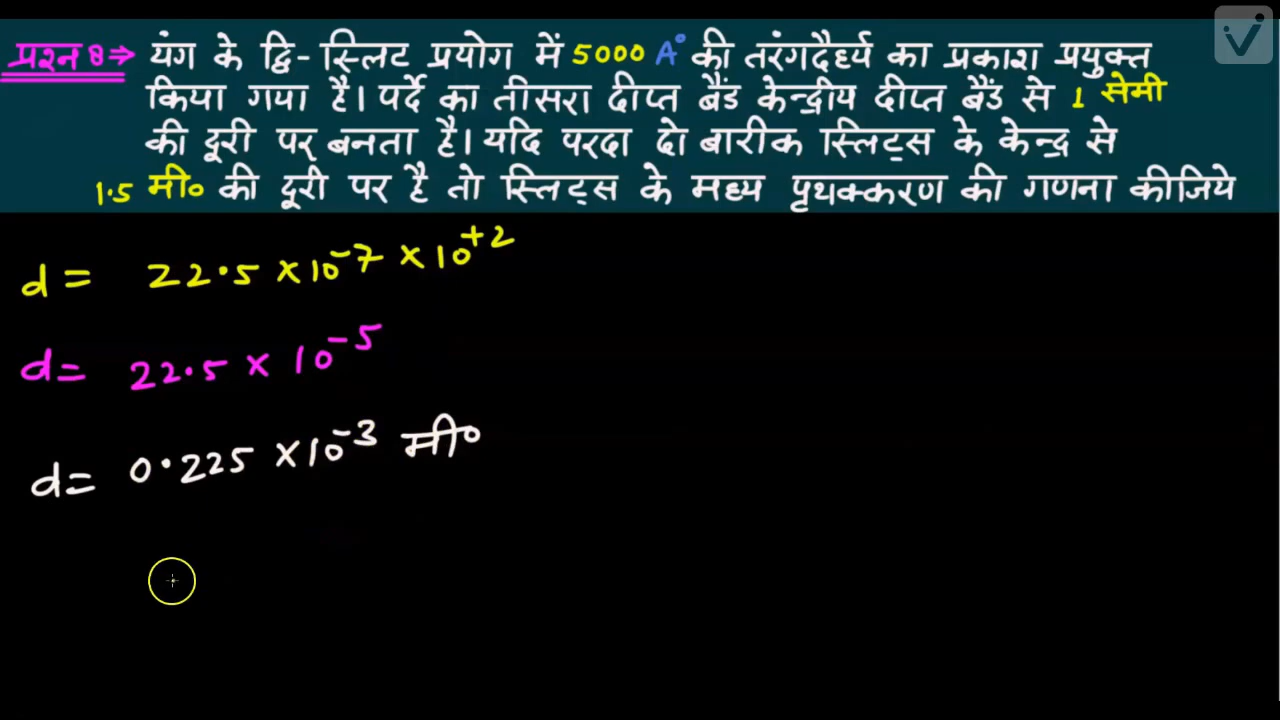 प्रश्न 8⇒ यंग के द्वि- स्लिट प्रयोग में 5000 A° की तरंगदैर्ध्य का प्रकाश प्रयुक्त
किया गया है। पर्दे का तीसरा दीप्त बैंड केन्द्रीय दीप्त बैंड से 1 सेमी
की दूरी पर बनता है। यदि परदा दो बारीक स्लिट्स के केन्द्र से
1.5 मी० की दूरी पर है तो स्लिट्स के मध्य पृथक्करण की गणना कीजिये
d = 22.5 × 10⁻⁷ × 10⁺²
d = 22.5 × 10⁻⁵
d = 0.225 × 10⁻³ मी०